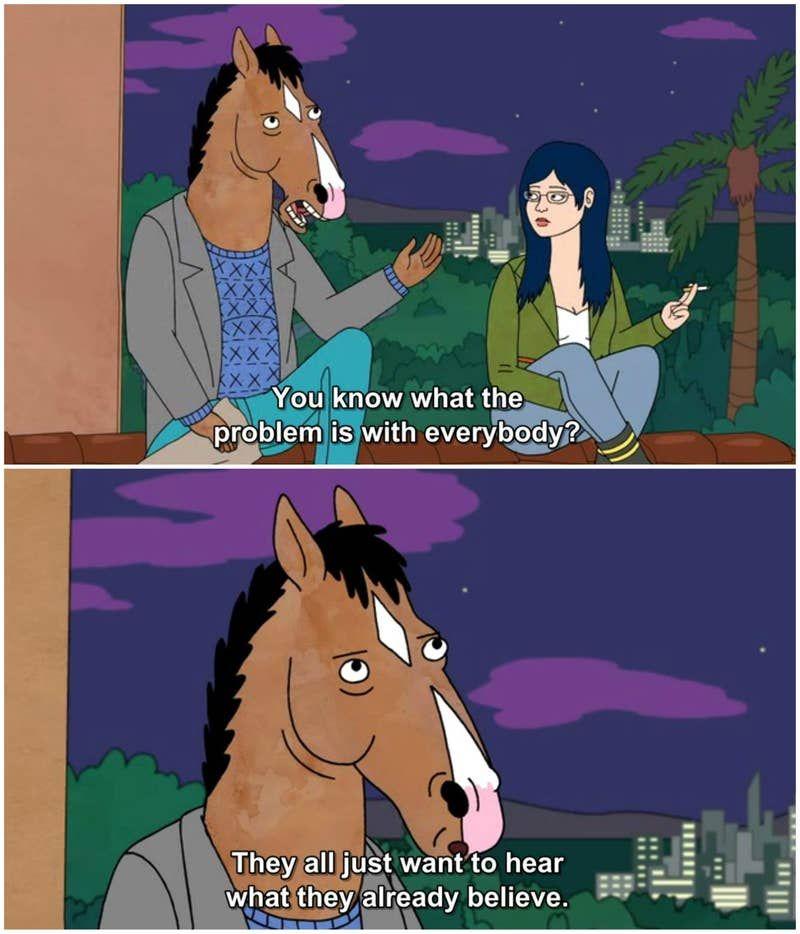 You know what the
problem is with everybody?
They all just want to hear
what they already believe.